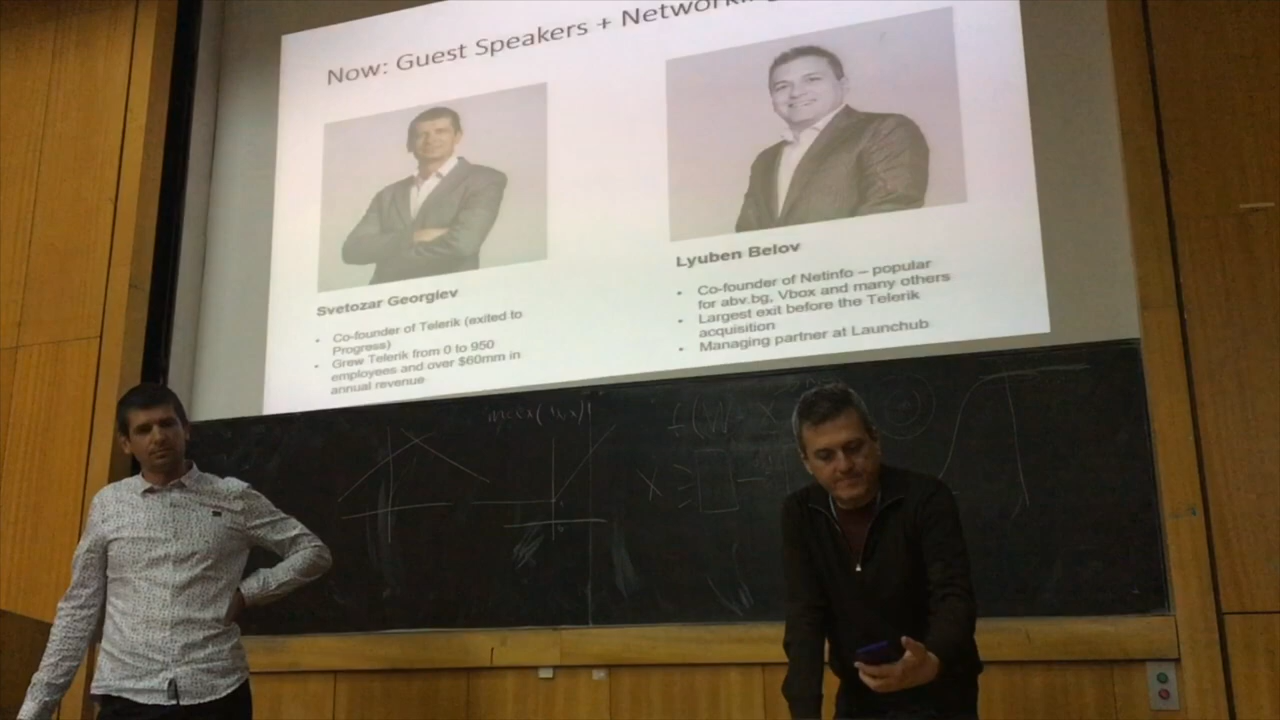 Now: Guest Speakers + Networking
Svetozar Georgiev
• Co-founder of Telerik (exited to
Progress)
• Grew Telerik from 0 to 950
employees and over $60mm in
annual revenue
Lyuben Belov
• Co-founder of Netinfo – popular
for abv.bg, Vbox and many others
• Largest exit before the Telerik
acquisition
• Managing partner at Launchub
f(W
X
X